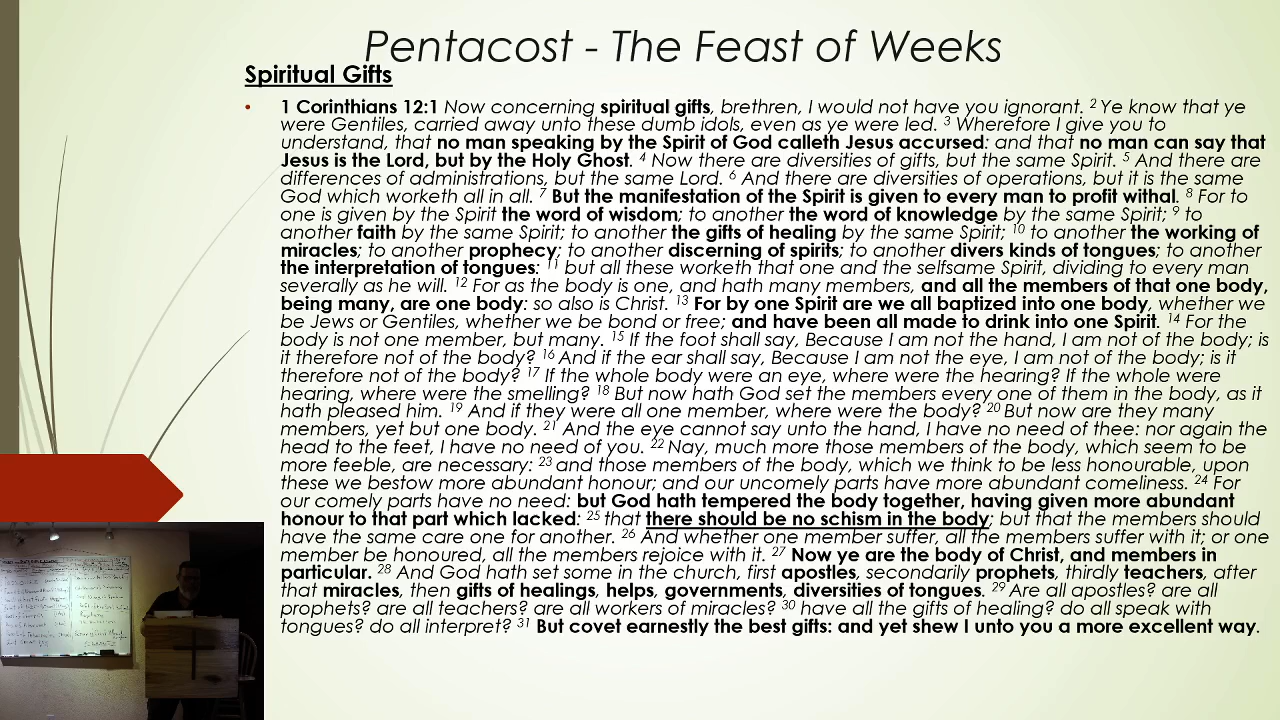 Pentacost - The Feast of Weeks
Spiritual Gifts
• 1 Corinthians 12:1 Now concerning spiritual gifts, brethren, I would not have you ignorant. 2 Ye know that ye
were Gentiles, carried away unto these dumb idols, even as ye were led. 3 Wherefore I give you to
understand, that no man speaking by the Spirit of God calleth Jesus accursed: and that no man can say that
Jesus is the Lord, but by the Holy Ghost. 4 Now there are diversities of gifts, but the same Spirit. 5 And there are
differences of administrations, but the same Lord. 6 And there are diversities of operations, but it is the same
God which worketh all in all. 7 But the manifestation of the Spirit is given to every man to profit withal. 8 For to
one is given by the Spirit the word of wisdom; to another the word of knowledge by the same Spirit; 9 to
another faith by the same Spirit; to another the gifts of healing by the same Spirit; 10 to another the working of
miracles; to another prophecy; to another discerning of spirits; to another divers kinds of tongues; to another
the interpretation of tongues: 11 but all these worketh that one and the selfsame Spirit, dividing to every man
severally as he will. 12 For as the body is one, and hath many members, and all the members of that one body,
being many, are one body: so also is Christ. 13 For by one Spirit are we all baptized into one body, whether we
be Jews or Gentiles, whether we be bond or free; and have been all made to drink into one Spirit. 14 For the
body is not one member, but many. 15 If the foot shall say, Because I am not the hand, I am not of the body; is
it therefore not of the body? 16 And if the ear shall say, Because I am not the eye, I am not of the body; is it
therefore not of the body? 17 If the whole body were an eye, where were the hearing? If the whole were
hearing, where were the smelling? 18 But now hath God set the members every one of them in the body, as it
hath pleased him. 19 And if they were all one member, where were the body? 20 But now are they many
members, yet but one body. 21 And the eye cannot say unto the hand, I have no need of thee: nor again the
head to the feet, I have no need of you. 22 Nay, much more those members of the body, which seem to be
more feeble, are necessary: 23 and those members of the body, which we think to be less honourable, upon
these we bestow more abundant honour; and our uncomely parts have more abundant comeliness. 24 For
our comely parts have no need: but God hath tempered the body together, having given more abundant
honour to that part which lacked: 25 that there should be no schism in the body; but that the members should
have the same care one for another. 26 And whether one member suffer, all the members suffer with it; or one
member be honoured, all the members rejoice with it. 27 Now ye are the body of Christ, and members in
particular. 28 And God hath set some in the church, first apostles, secondarily prophets, thirdly teachers, after
that miracles, then gifts of healings, helps, governments, diversities of tongues. 29 Are all apostles? are all
prophets? are all teachers? are all workers of miracles? 30 have all the gifts of healing? do all speak with
tongues? do all interpret? 31 But covet earnestly the best gifts: and yet shew I unto you a more excellent way.